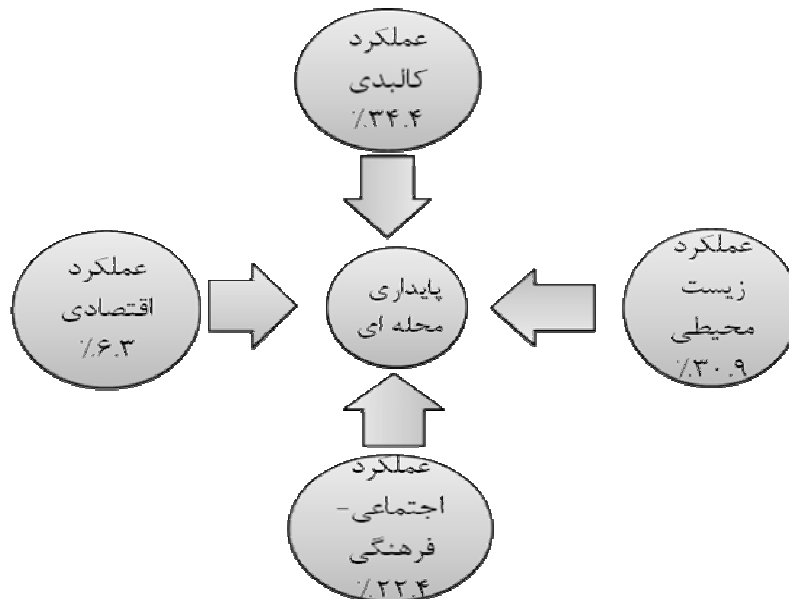 عملکرد
کالبدی
٪۳۴.۴
عملکرد
زیست
محیطی
٪۳۰.۹
پایداری
محله ای
عملکرد
اقتصادی
٪۶.۳
عملکرد
اجتماعی-
فرهنگی
٪۲۲.۴